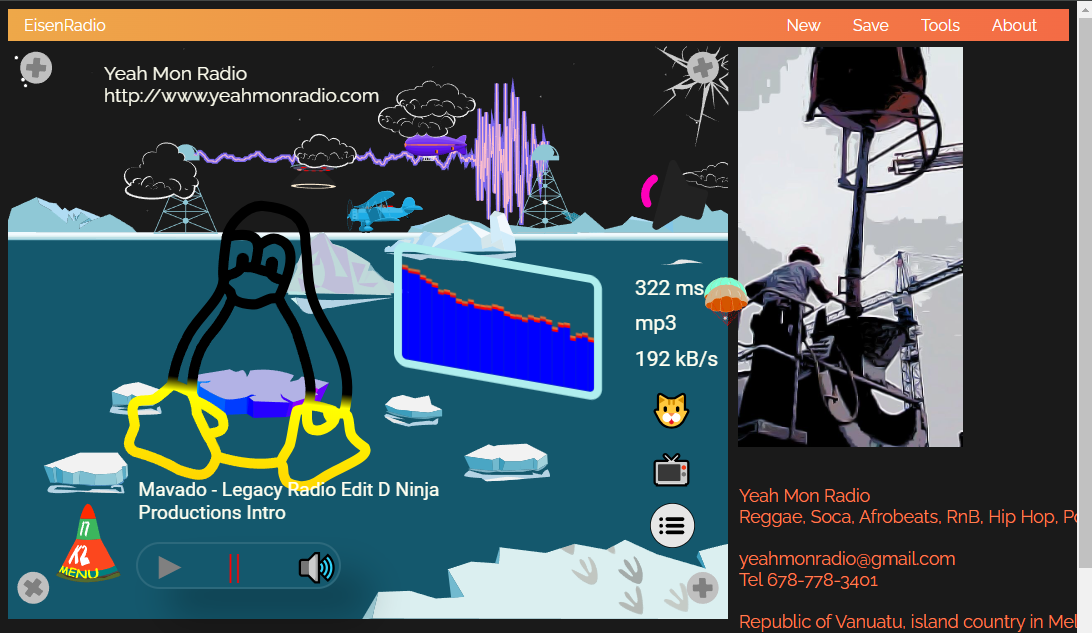 EisenRadio
New Save Tools About
Yeah Mon Radio
http://www.yeahmonradio.com
322 ms
mp3
192 kB/s
Mavado - Legacy Radio Edit D Ninja
Productions Intro
MENU
Yeah Mon Radio
Reggae, Soca, Afrobeats, RnB, Hip Hop,
yeahmonradio@gmail.com
Tel 678-778-3401
Republic of Vanuatu, island country in